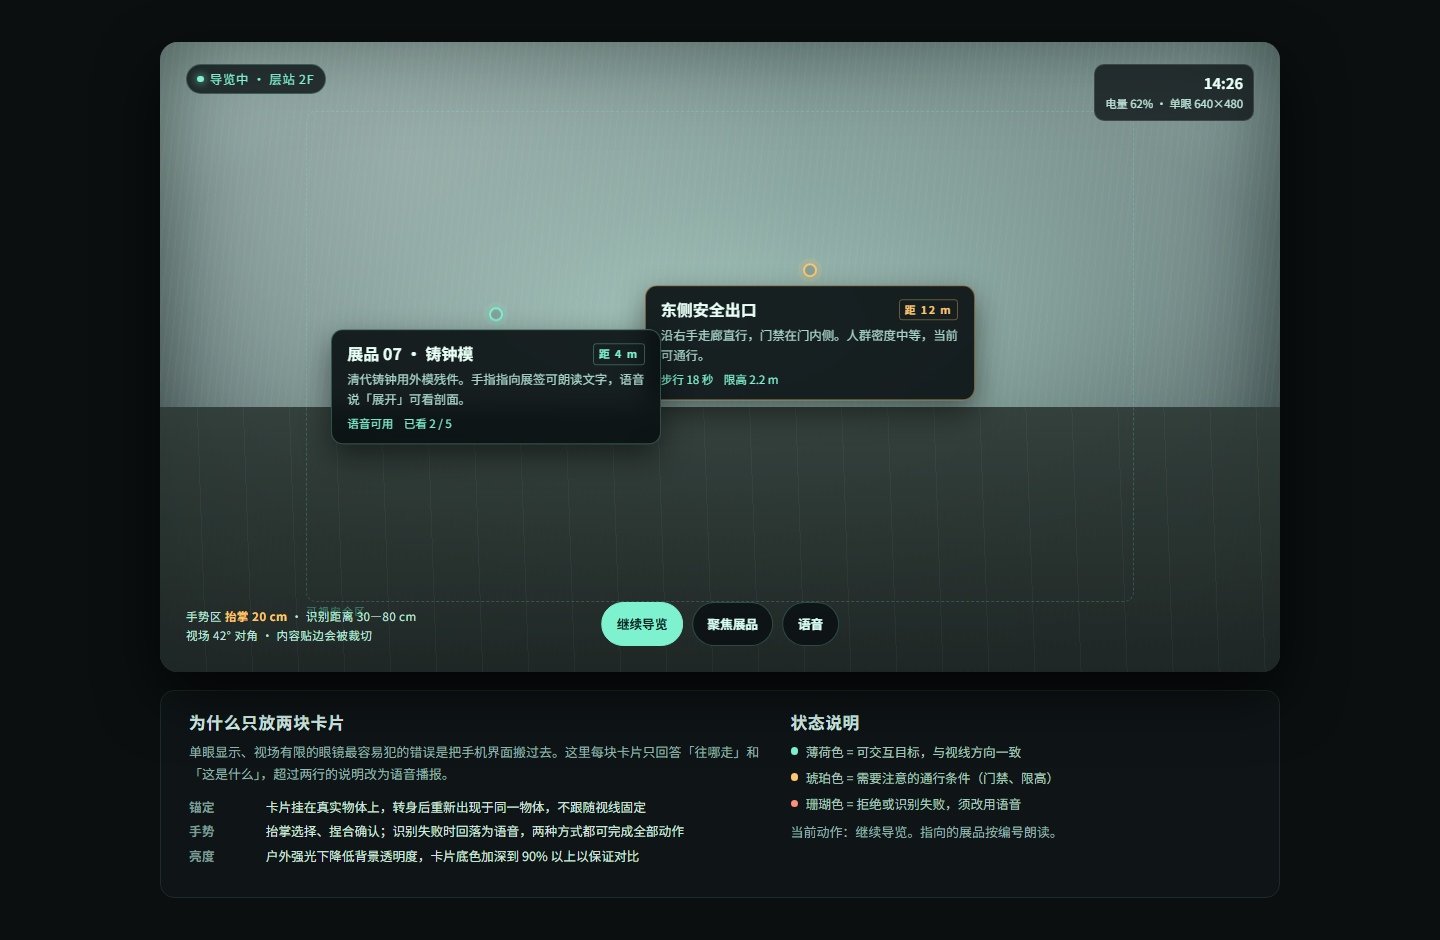 导览中 · 层站 2F
14:26
电量 62% · 单眼 640×480
东侧安全出口
距 12 m
沿右手走廊直行，门禁在门内侧。人群密度中等，当前
可通行。
步行 18 秒 限高 2.2 m
展品 07 · 铸钟模
距 4 m
清代铸钟用外模残件。手指指向展签可朗读文字，语音
说「展开」可看剖面。
语音可用 已看 2 / 5
可视安全区
手势区 抬掌 20 cm · 识别距离 30—80 cm
视场 42° 对角 · 内容贴边会被裁切
继续导览
聚焦展品
语音
为什么只放两块卡片
单眼显示、视场有限的眼镜最容易犯的错误是把手机界面搬过去。这里每块卡片只回答「往哪走」和
「这是什么」，超过两行的说明改为语音播报。
锚定 卡片挂在真实物体上，转身后重新出现于同一物体，不跟随视线固定
手势 抬掌选择、捏合确认；识别失败时回落为语音，两种方式都可完成全部动作
亮度 户外强光下降低背景透明度，卡片底色加深到 90% 以上以保证对比
状态说明
薄荷色 = 可交互目标，与视线方向一致
琥珀色 = 需要注意的通行条件（门禁、限高）
珊瑚色 = 拒绝或识别失败，须改用语音
当前动作：继续导览。指向的展品按编号朗读。